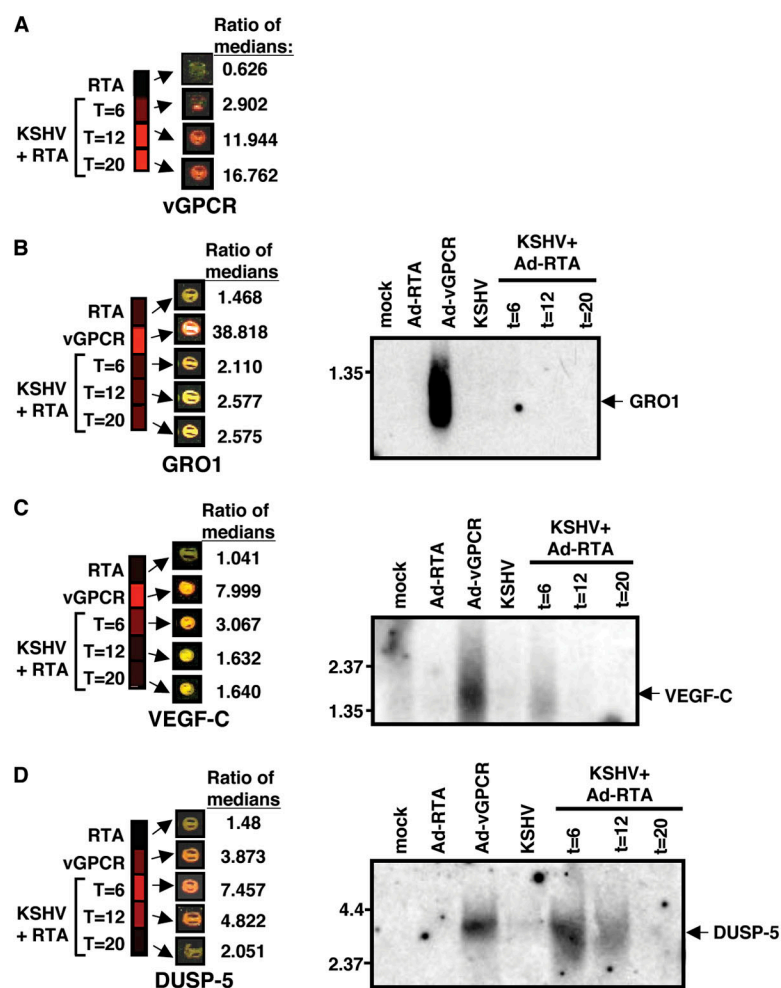 A
Ratio of
medians:
RTA
0.626
T=6
2.902
KSHV
+ RTA
T=12
11.944
T=20
16.762
vGPCR
B
Ratio of
medians
RTA
1.468
vGPCR
38.818
T=6
2.110
KSHV
+ RTA
T=12
2.577
T=20
2.575
GRO1
mock
Ad-RTA
Ad-vGPCR
KSHV
KSHV+
Ad-RTA
t=6
t=12
t=20
1.35
GRO1
C
Ratio of
medians
RTA
1.041
vGPCR
7.999
T=6
3.067
KSHV
+ RTA
T=12
1.632
T=20
1.640
VEGF-C
mock
Ad-RTA
Ad-vGPCR
KSHV
KSHV+
Ad-RTA
t=6
t=12
t=20
2.37
1.35
VEGF-C
D
Ratio of
medians
RTA
1.48
vGPCR
3.873
T=6
7.457
KSHV
+ RTA
T=12
4.822
T=20
2.051
DUSP-5
mock
Ad-RTA
Ad-vGPCR
KSHV
KSHV+
Ad-RTA
t=6
t=12
t=20
4.4
2.37
DUSP-5